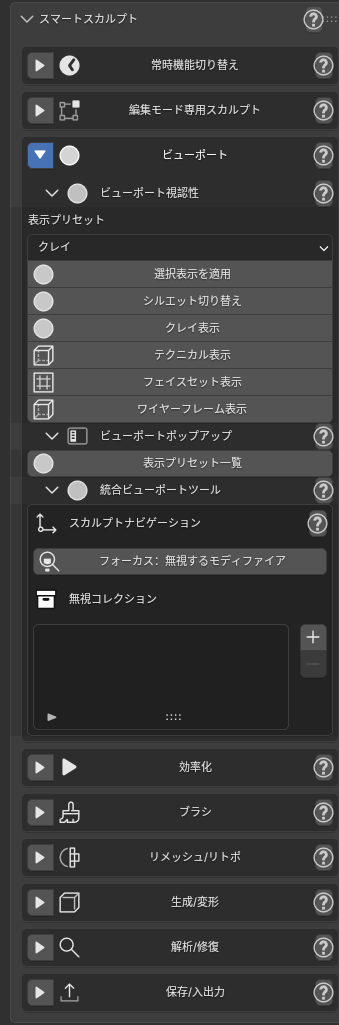 スマートスカルプト
常時機能切り替え
編集モード専用スカルプト
ビューポート
ビューポート視認性
表示プリセット
クレイ
選択表示を適用
シルエット切り替え
クレイ表示
テクニカル表示
フェイスセット表示
ワイヤーフレーム表示
ビューポートポップアップ
表示プリセット一覧
統合ビューポートツール
スカルプトナビゲーション
フォーカス: 無視するモディファイア
無視コレクション
効率化
ブラシ
リメッシュ/リトポ
生成/変形
解析/修復
保存/入出力